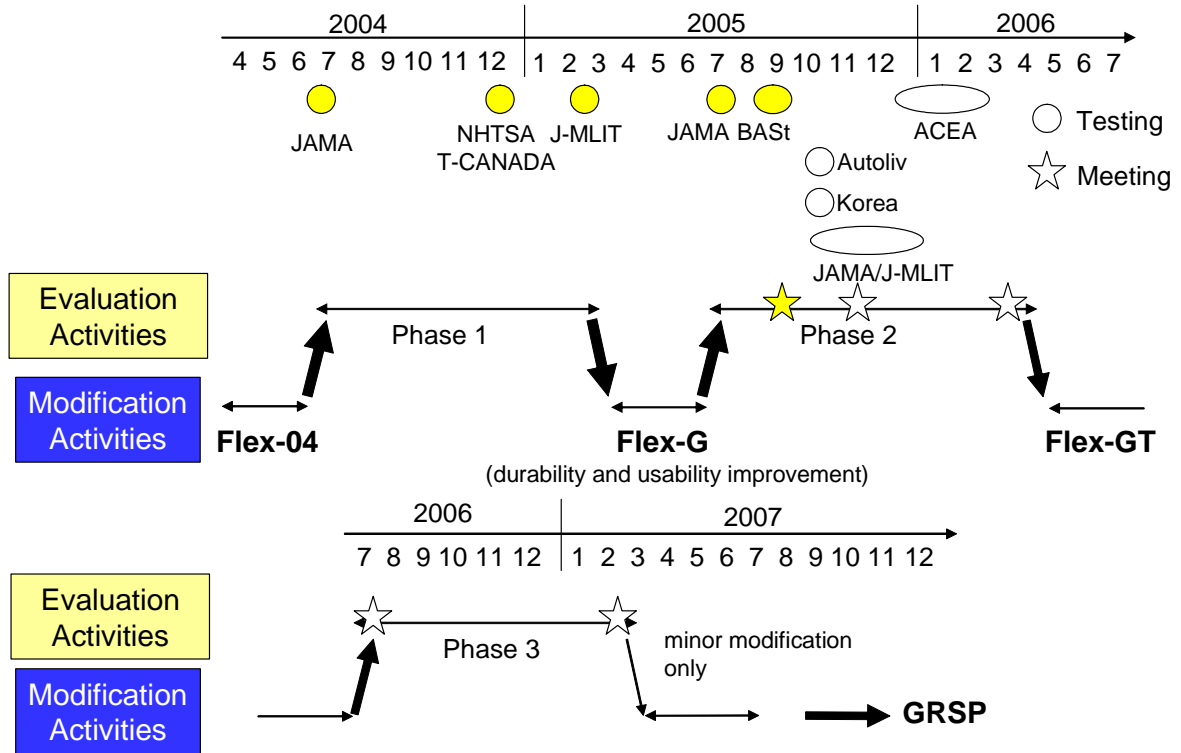 2004 2005 2006
4 5 6 7 8 9 10 11 12 1 2 3 4 5 6 7 8 9 10 11 12 1 2 3 4 5 6 7
JAMA
NHTSA
T-CANADA
J-MLIT
JAMA BASt
ACEA
Testing
Meeting
Autoliv
Korea
JAMA/J-MLIT
Evaluation
Activities
Phase 1
Phase 2
Modification
Activities
Flex-04
Flex-G
Flex-GT
(durability and usability improvement)
2006 2007
7 8 9 10 11 12 1 2 3 4 5 6 7 8 9 10 11 12
Evaluation
Activities
Phase 3
minor modification
only
Modification
Activities
GRSP